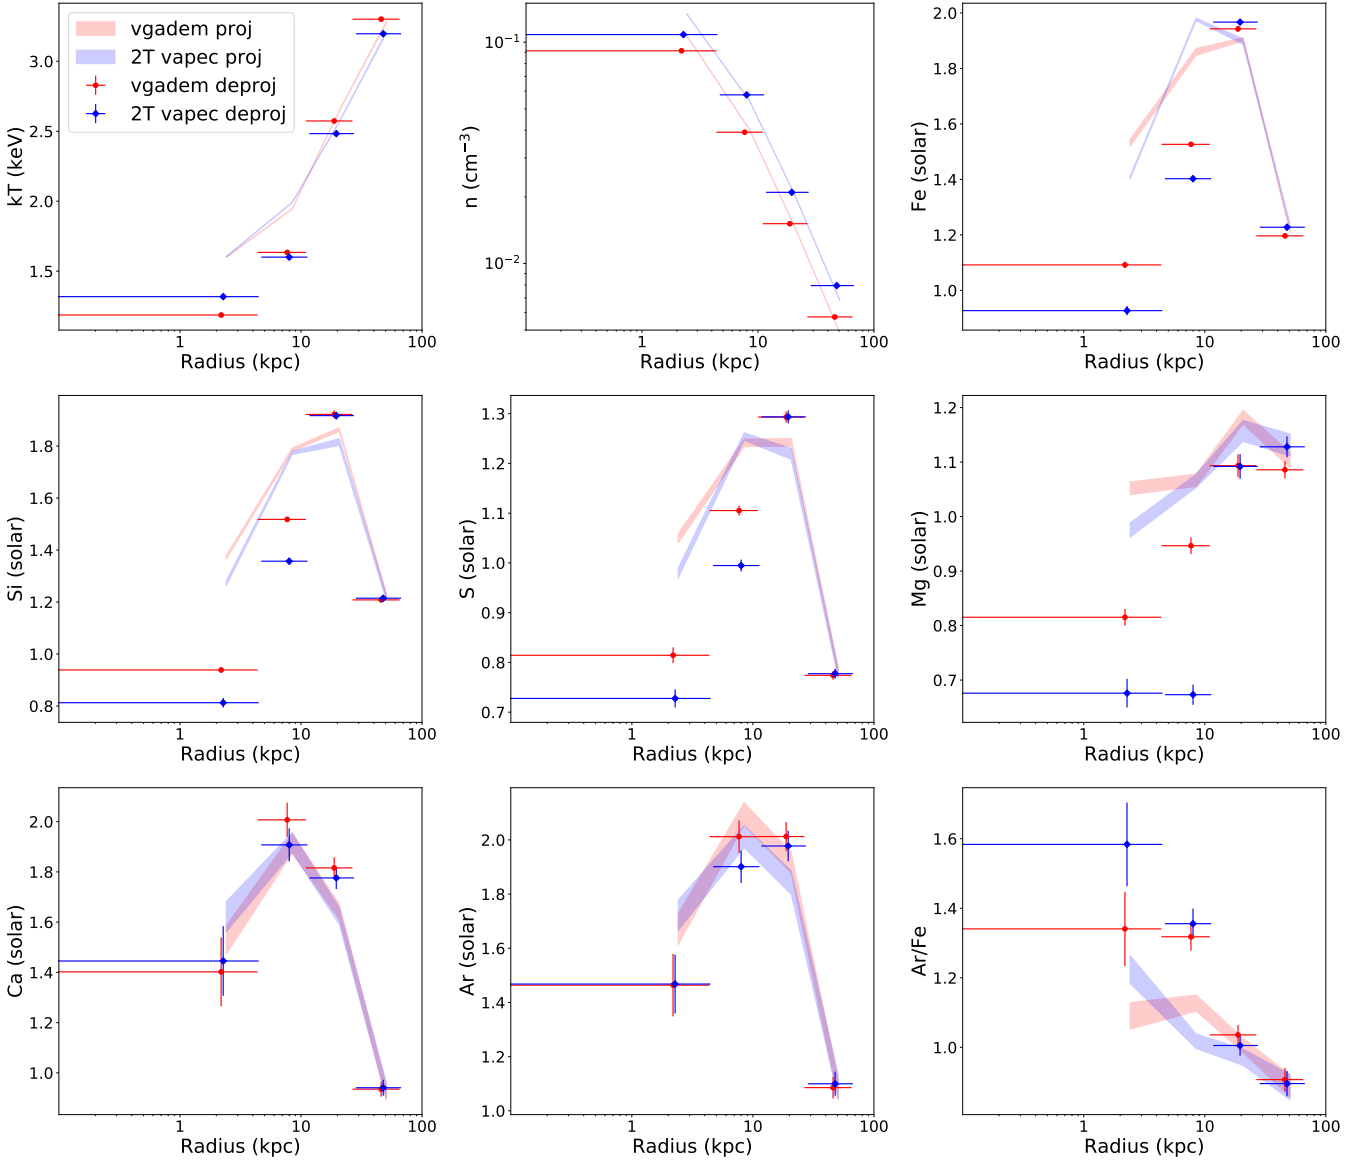 vgadem proj
2T vapec proj
vgadem deproj
2T vapec deproj
kT (keV)
3.0
2.5
2.0
1.5
1 10 100
Radius (kpc)
n (cm⁻³)
10⁻¹
10⁻²
1 10 100
Radius (kpc)
Fe (solar)
2.0
1.8
1.6
1.4
1.2
1.0
1 10 100
Radius (kpc)
Si (solar)
1.8
1.6
1.4
1.2
1.0
0.8
1 10 100
Radius (kpc)
S (solar)
1.3
1.2
1.1
1.0
0.9
0.8
0.7
1 10 100
Radius (kpc)
Mg (solar)
1.2
1.1
1.0
0.9
0.8
0.7
1 10 100
Radius (kpc)
Ca (solar)
2.0
1.8
1.6
1.4
1.2
1.0
1 10 100
Radius (kpc)
Ar (solar)
2.0
1.8
1.6
1.4
1.2
1.0
1 10 100
Radius (kpc)
Ar/Fe
1.6
1.4
1.2
1.0
1 10 100
Radius (kpc)